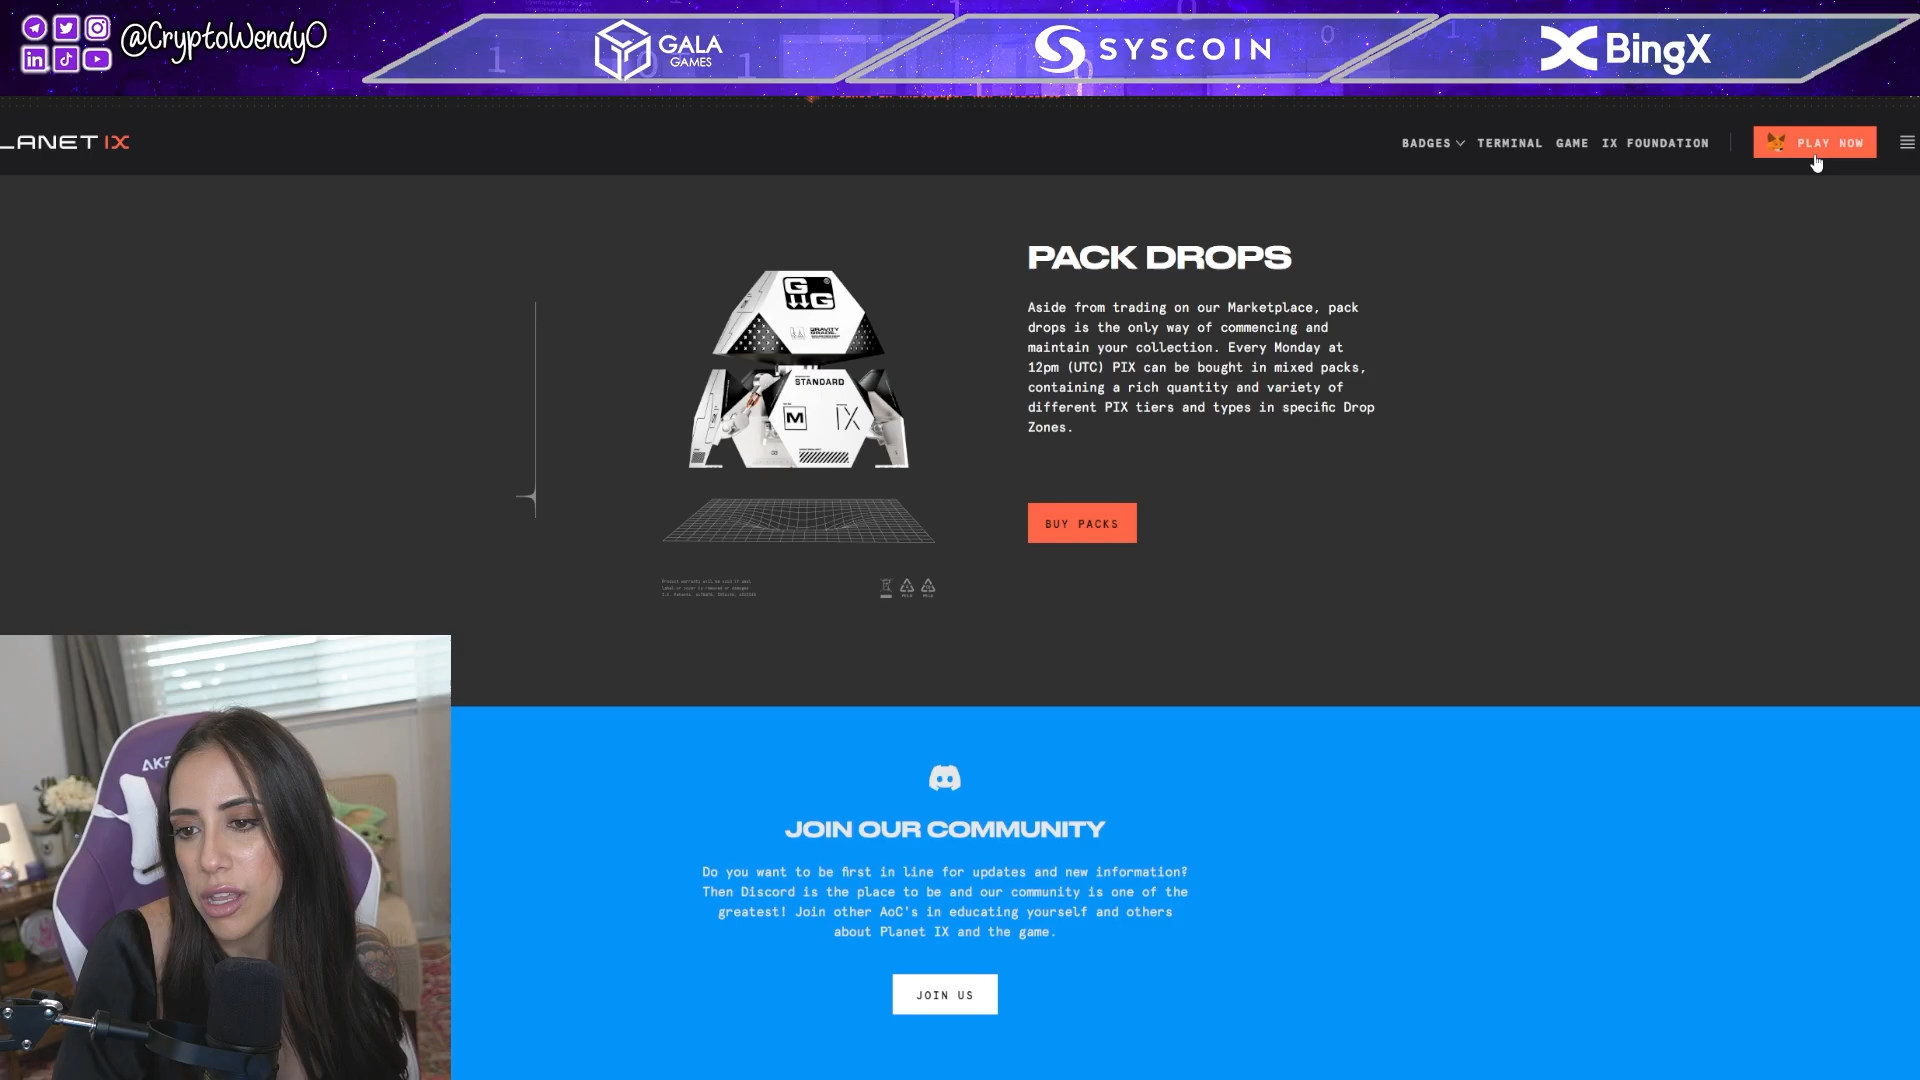 @CryptoWendyO
GALA
GAMES
SYSCOIN
BingX
LANET IX
BADGES
TERMINAL
GAME
IX FOUNDATION
PLAY NOW
PACK DROPS
Aside from trading on our Marketplace, pack
drops is the only way of commencing and
maintain your collection. Every Monday at
12pm (UTC) PIX can be bought in mixed packs,
containing a rich quantity and variety of
different PIX tiers and types in specific Drop
Zones.
BUY PACKS
G
G
STANDARD
M
IX
JOIN OUR COMMUNITY
Do you want to be first in line for updates and new information?
Then Discord is the place to be and our community is one of the
greatest! Join other AoC's in educating yourself and others
about Planet IX and the game.
JOIN US